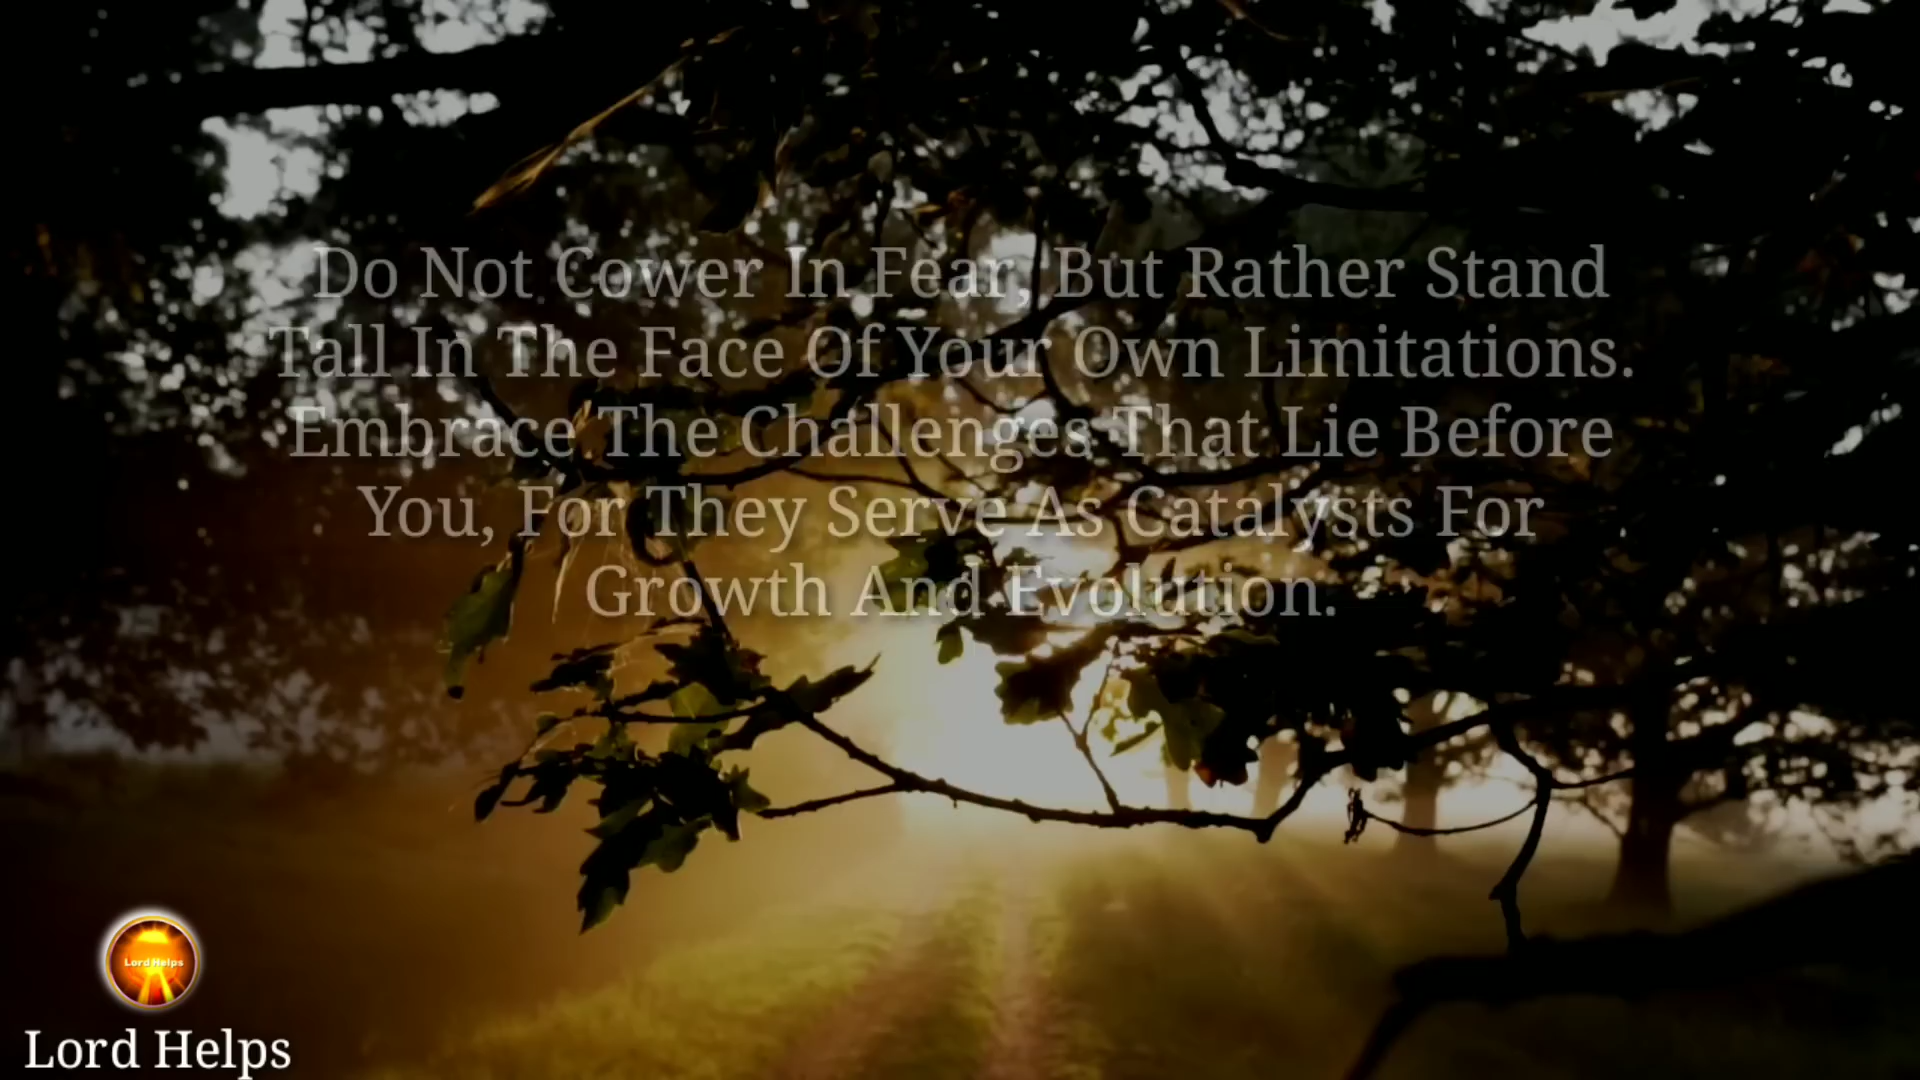 Do Not Cower In Fear, But Rather Stand
Tall In The Face Of Your Own Limitations.
Embrace The Challenges That Lie Before
You, For They Serve As Catalysts For
Growth And Evolution.
Lord Helps
Lord Helps